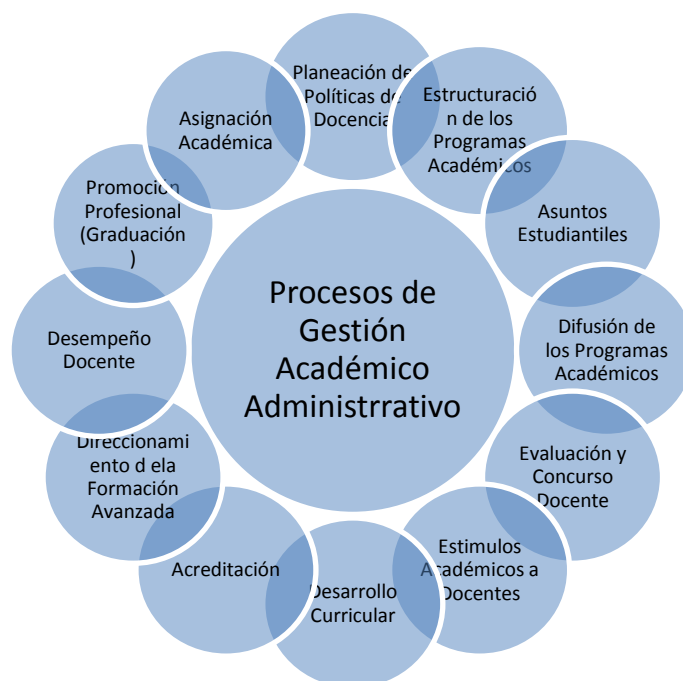 Planeación de
Políticas de
Docencia
Estructuració
n de los
Programas
Académicos
Asuntos
Estudiantiles
Difusión de
los Programas
Académicos
Evaluación y
Concurso
Docente
Estimulos
Académicos a
Docentes
Desarrollo
Curricular
Acreditación
Direccionami
ento d ela
Formación
Avanzada
Desempeño
Docente
Promoción
Profesional
(Graduación
)
Asignación
Académica
Procesos de
Gestión
Académico
Administrrativo